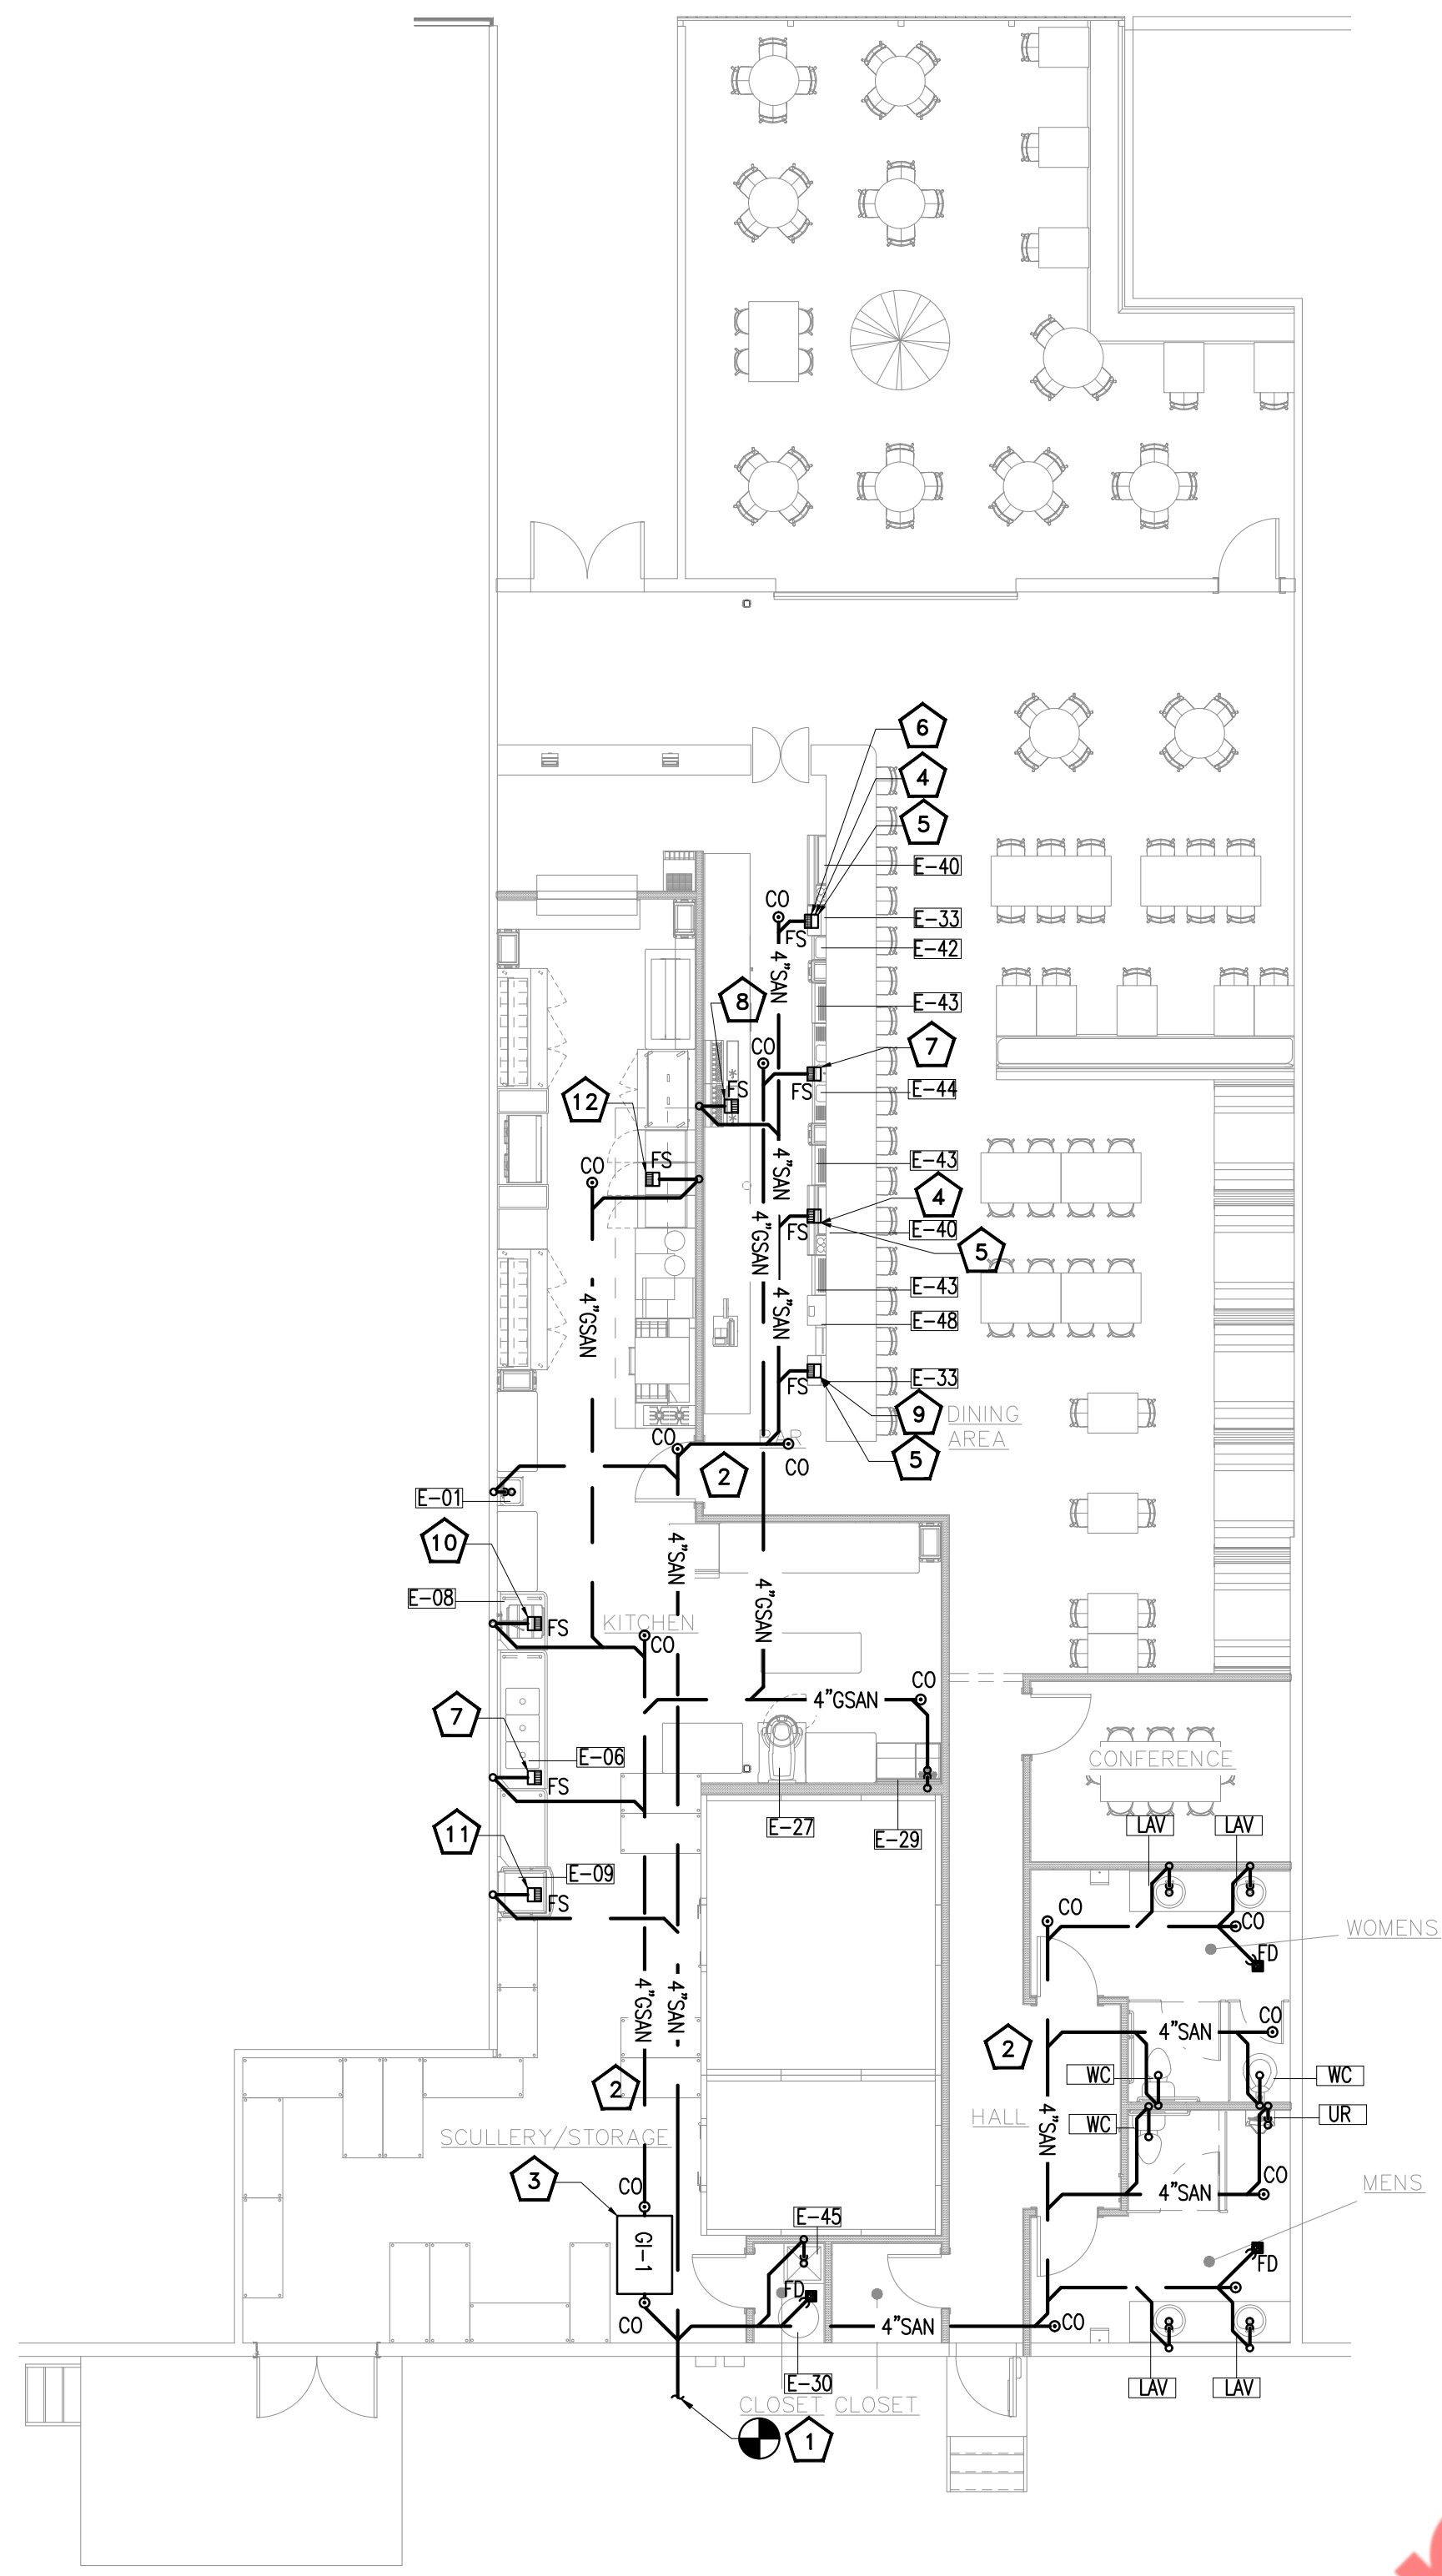 6
4
5
E-40
CO
E-33
FS
E-42
4"SAN
8
E-43
7
CO
FS
FS
E-44
12
4"SAN
E-43
FS
CO
4
4"GSAN
FS
E-40
5
4"GSAN
4"SAN
E-43
E-48
FS
E-33
9
DINING
AREA
CO
BAR
5
CO
2
E-01
10
4"SAN
E-08
4"GSAN
FS
KITCHEN
CO
CO
4"GSAN
7
E-06
CONFERENCE
FS
E-27
LAV
LAV
11
E-29
E-09
FS
CO
CO
WOMENS
FD
4"GSAN
4"SAN
CO
4"SAN
2
2
WC
WC
HALL
WC
UR
4"SAN
SCULLERY/STORAGE
3
CO
CO
MENS
4"SAN
E-45
GI-1
FD
FD
CO
4"SAN
CO
E-30
LAV
LAV
CLOSET
CLOSET
1